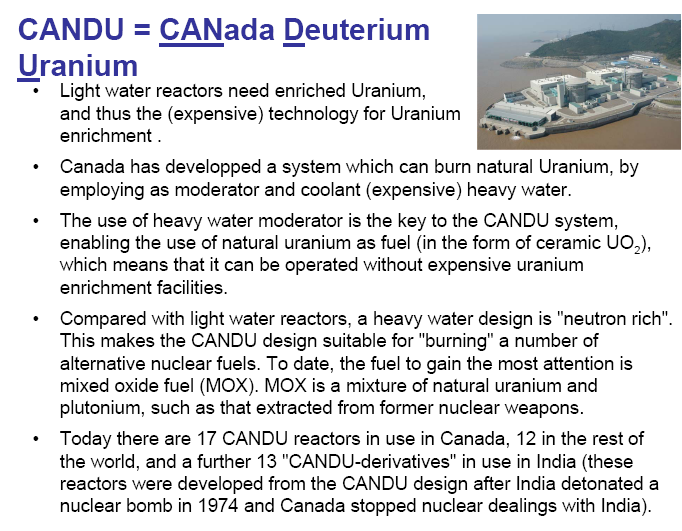 CANDU = CANada Deuterium
Uranium
• Light water reactors need enriched Uranium,
and thus the (expensive) technology for Uranium
enrichment .
• Canada has developped a system which can burn natural Uranium, by
employing as moderator and coolant (expensive) heavy water.
• The use of heavy water moderator is the key to the CANDU system,
enabling the use of natural uranium as fuel (in the form of ceramic UO₂),
which means that it can be operated without expensive uranium
enrichment facilities.
• Compared with light water reactors, a heavy water design is "neutron rich".
This makes the CANDU design suitable for "burning" a number of
alternative nuclear fuels. To date, the fuel to gain the most attention is
mixed oxide fuel (MOX). MOX is a mixture of natural uranium and
plutonium, such as that extracted from former nuclear weapons.
• Today there are 17 CANDU reactors in use in Canada, 12 in the rest of
the world, and a further 13 "CANDU-derivatives" in use in India (these
reactors were developed from the CANDU design after India detonated a
nuclear bomb in 1974 and Canada stopped nuclear dealings with India).